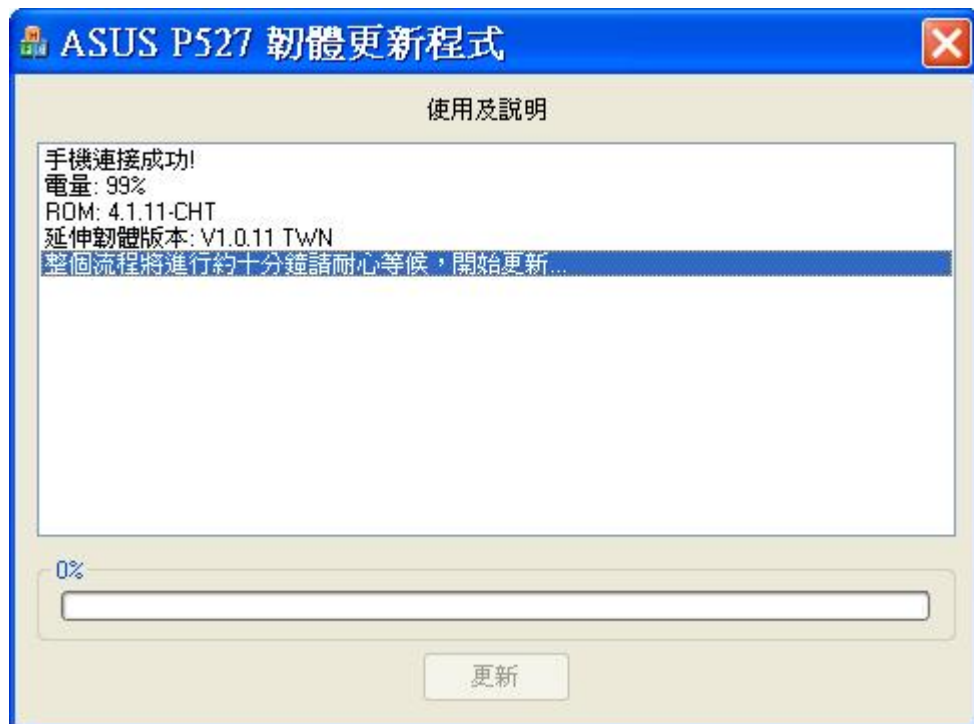 ASUS P527 韌體更新程式
使用及說明
手機連接成功!
電量: 99%
ROM: 4.1.11-CHT
延伸韌體版本: V1.0.11 TWN
整個流程將進行約十分鐘請耐心等候，開始更新...
0%
更新